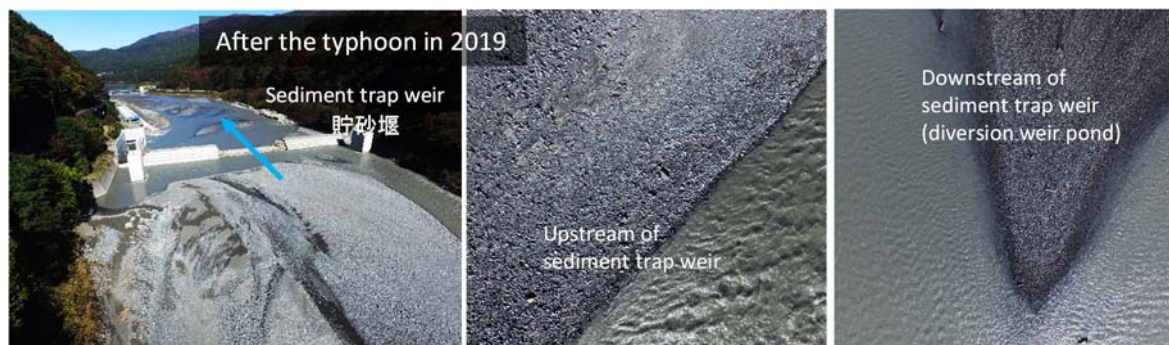 After the typhoon in 2019
Sediment trap weir
貯砂堰
Upstream of
sediment trap weir
Downstream of
sediment trap weir
(diversion weir pond)